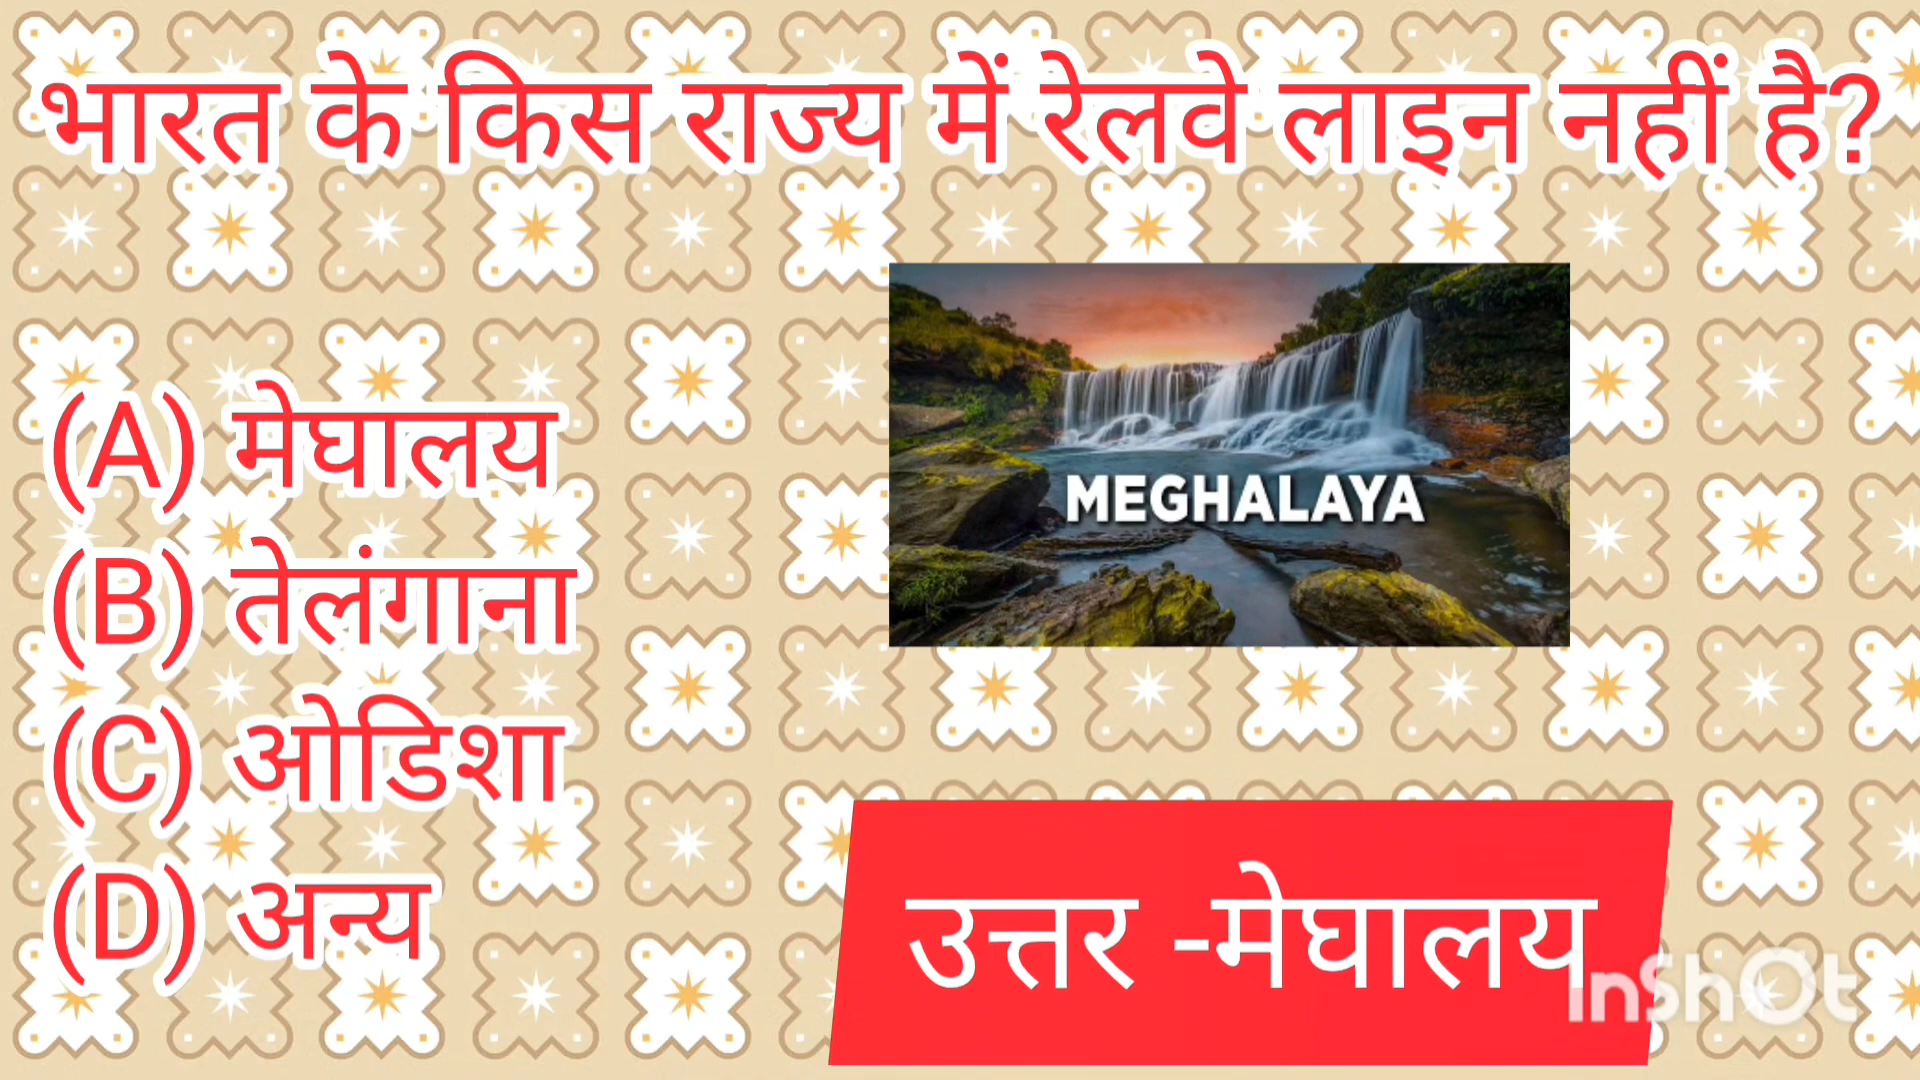 भारत के किस राज्य में रेलवे लाइन नहीं है?
MEGHALAYA
(A) मेघालय
(B) तेलंगाना
(C) ओडिशा
(D) अन्य
उत्तर -मेघालय
InShOt